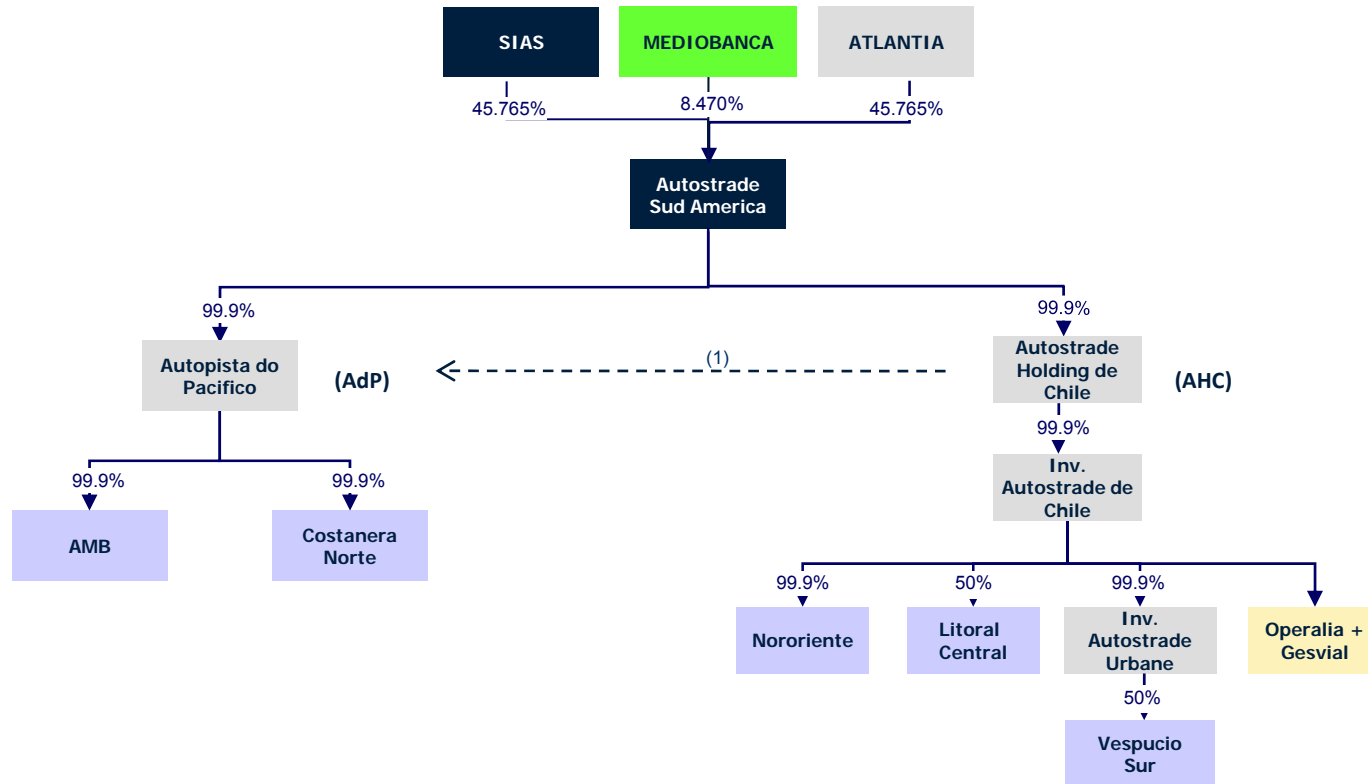 SIAS
MEDIOBANCA
ATLANTIA
45.765%
8.470%
45.765%
Autostrade
Sud America
99.9%
99.9%
Autopista do
Pacifico
(AdP)
(1)
Autostrade
Holding de
Chile
(AHC)
99.9%
Inv.
Autostrade de
Chile
99.9%
99.9%
AMB
Costanera
Norte
99.9%
50%
99.9%
Nororiente
Litoral
Central
Inv.
Autostrade
Urbane
Operalia +
Gesvial
50%
Vespucio
Sur